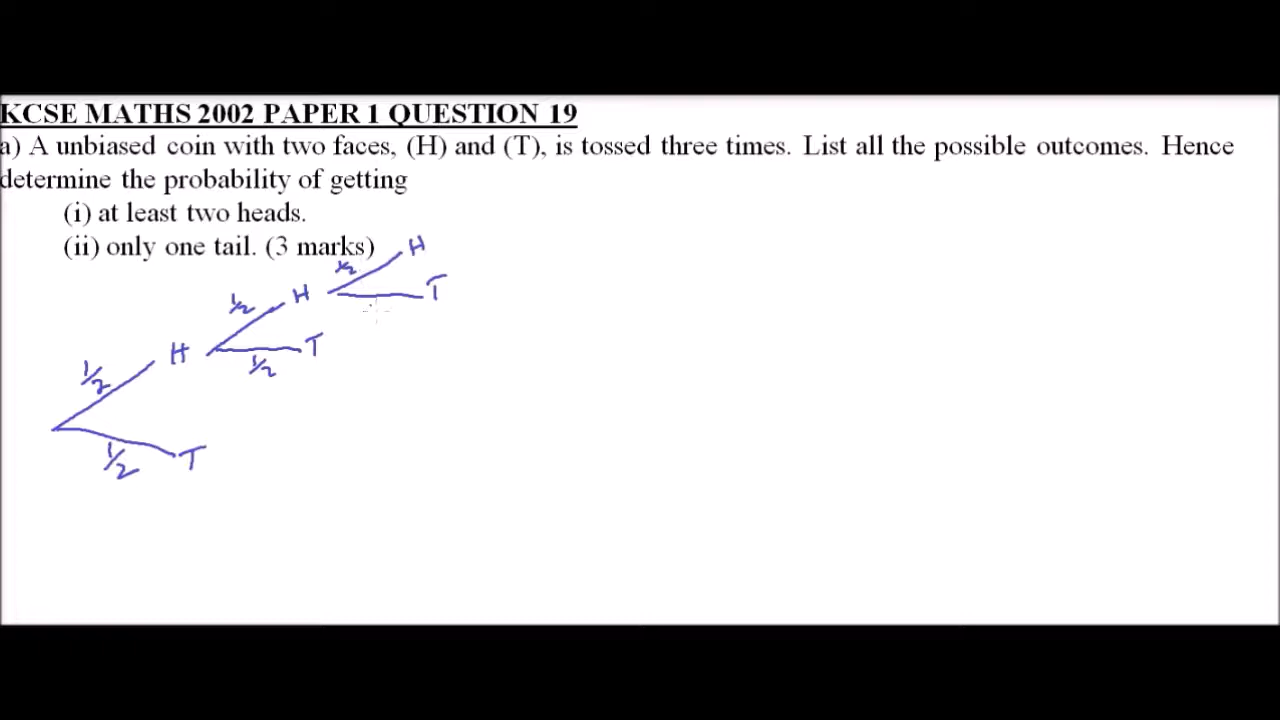 KCSE MATHS 2002 PAPER 1 QUESTION 19
a) A unbiased coin with two faces, (H) and (T), is tossed three times. List all the possible outcomes. Hence
determine the probability of getting
(i) at least two heads.
(ii) only one tail. (3 marks)
H
1/2
T
1/2
H
1/2
T
1/2
H
1/2
T
1/2